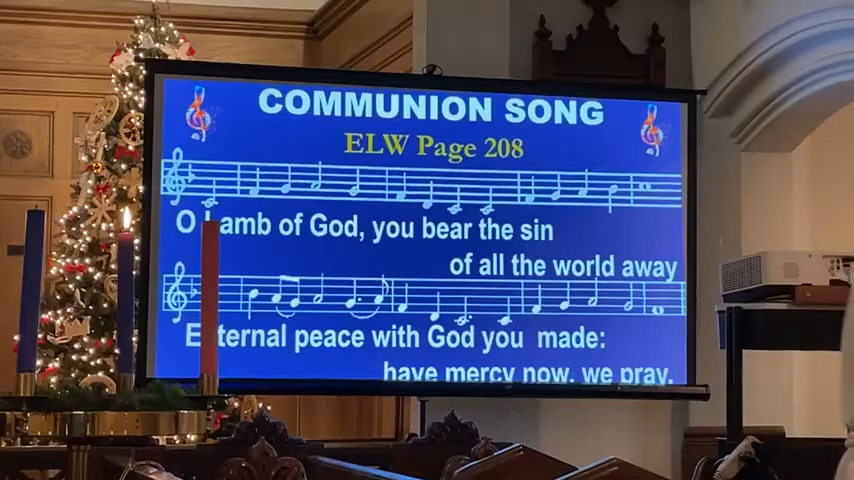 COMMUNION SONG
ELW Page 208
O Lamb of God, you bear the sin
of all the world away
E ternal peace with God you made:
have mercy now, we pray.